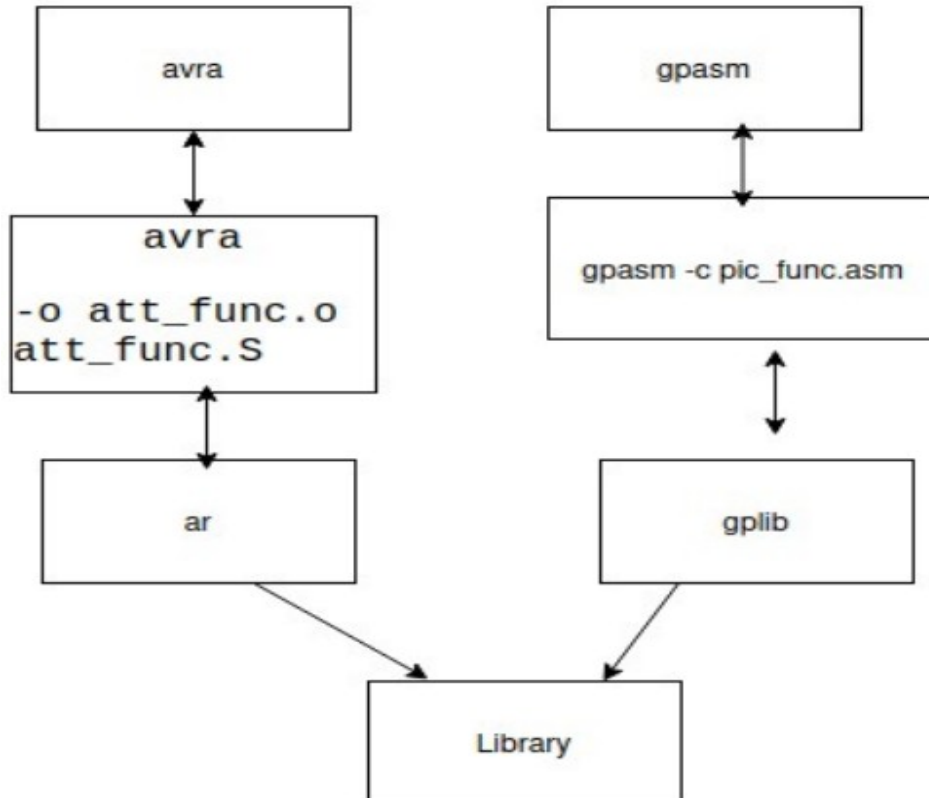 avra
gpasm
avra
-o att_func.o
att_func.S
gpasm -c pic_func.asm
ar
gplib
Library